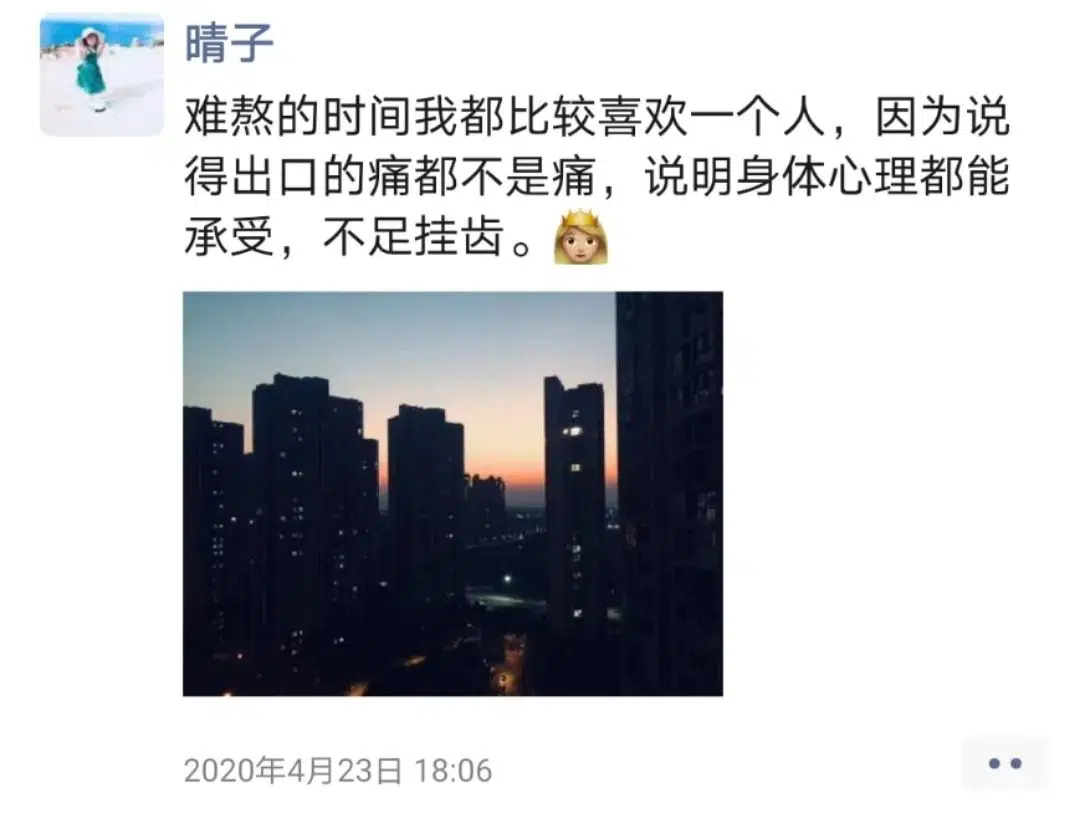 晴子
难熬的时间我都比较喜欢一个人，因为说
得出口的痛都不是痛，说明身体心理都能
承受，不足挂齿。👸🏼
2020年4月23日 18:06